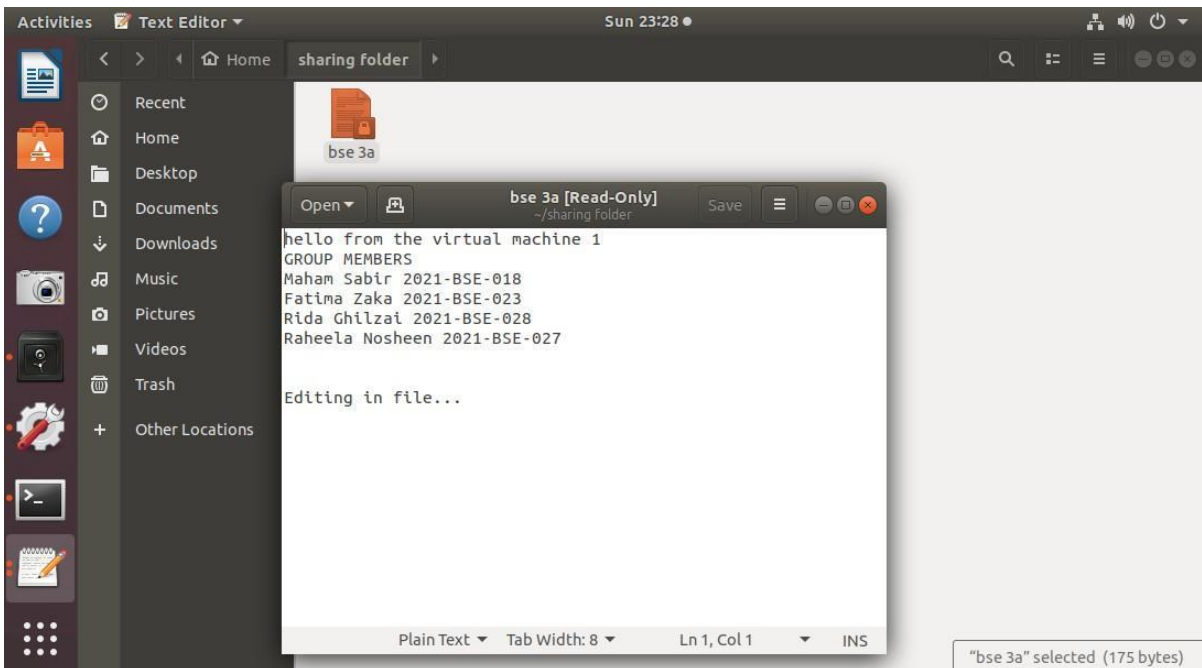 Activities Text Editor Sun 23:28
Home sharing folder
Recent
Home
Desktop
Documents
Downloads
Music
Pictures
Videos
Trash
+ Other Locations
bse 3a
Open bse 3a [Read-Only] Save
~/sharing folder
hello from the virtual machine 1
GROUP MEMBERS
Maham Sabir 2021-BSE-018
Fatima Zaka 2021-BSE-023
Rida Ghilzai 2021-BSE-028
Raheela Nosheen 2021-BSE-027
Editing in file...
Plain Text Tab Width: 8 Ln 1, Col 1 INS
"bse 3a" selected (175 bytes)